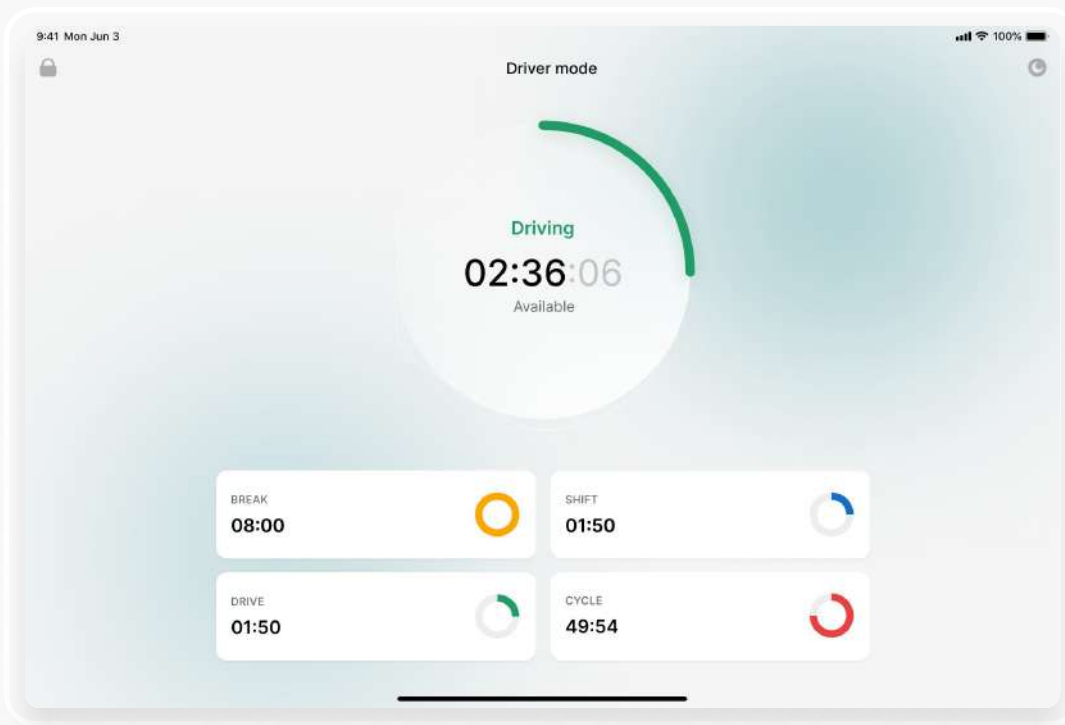 9:41 Mon Jun 3
100%
Driver mode
Driving
02:36:06
Available
BREAK
08:00
SHIFT
01:50
DRIVE
01:50
CYCLE
49:54